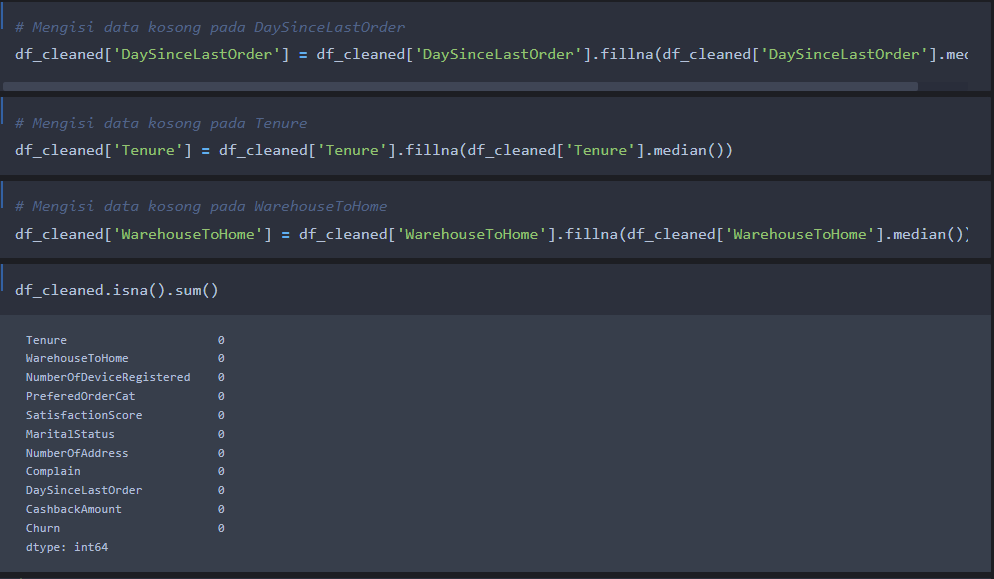 # Mengisi data kosong pada DaySinceLastOrder
df_cleaned['DaySinceLastOrder'] = df_cleaned['DaySinceLastOrder'].fillna(df_cleaned['DaySinceLastOrder'].med
# Mengisi data kosong pada Tenure
df_cleaned['Tenure'] = df_cleaned['Tenure'].fillna(df_cleaned['Tenure'].median())
# Mengisi data kosong pada WarehouseToHome
df_cleaned['WarehouseToHome'] = df_cleaned['WarehouseToHome'].fillna(df_cleaned['WarehouseToHome'].median())
df_cleaned.isna().sum()
Tenure 0
WarehouseToHome 0
NumberOfDeviceRegistered 0
PreferedOrderCat 0
SatisfactionScore 0
MaritalStatus 0
NumberOfAddress 0
Complain 0
DaySinceLastOrder 0
CashbackAmount 0
Churn 0
dtype: int64